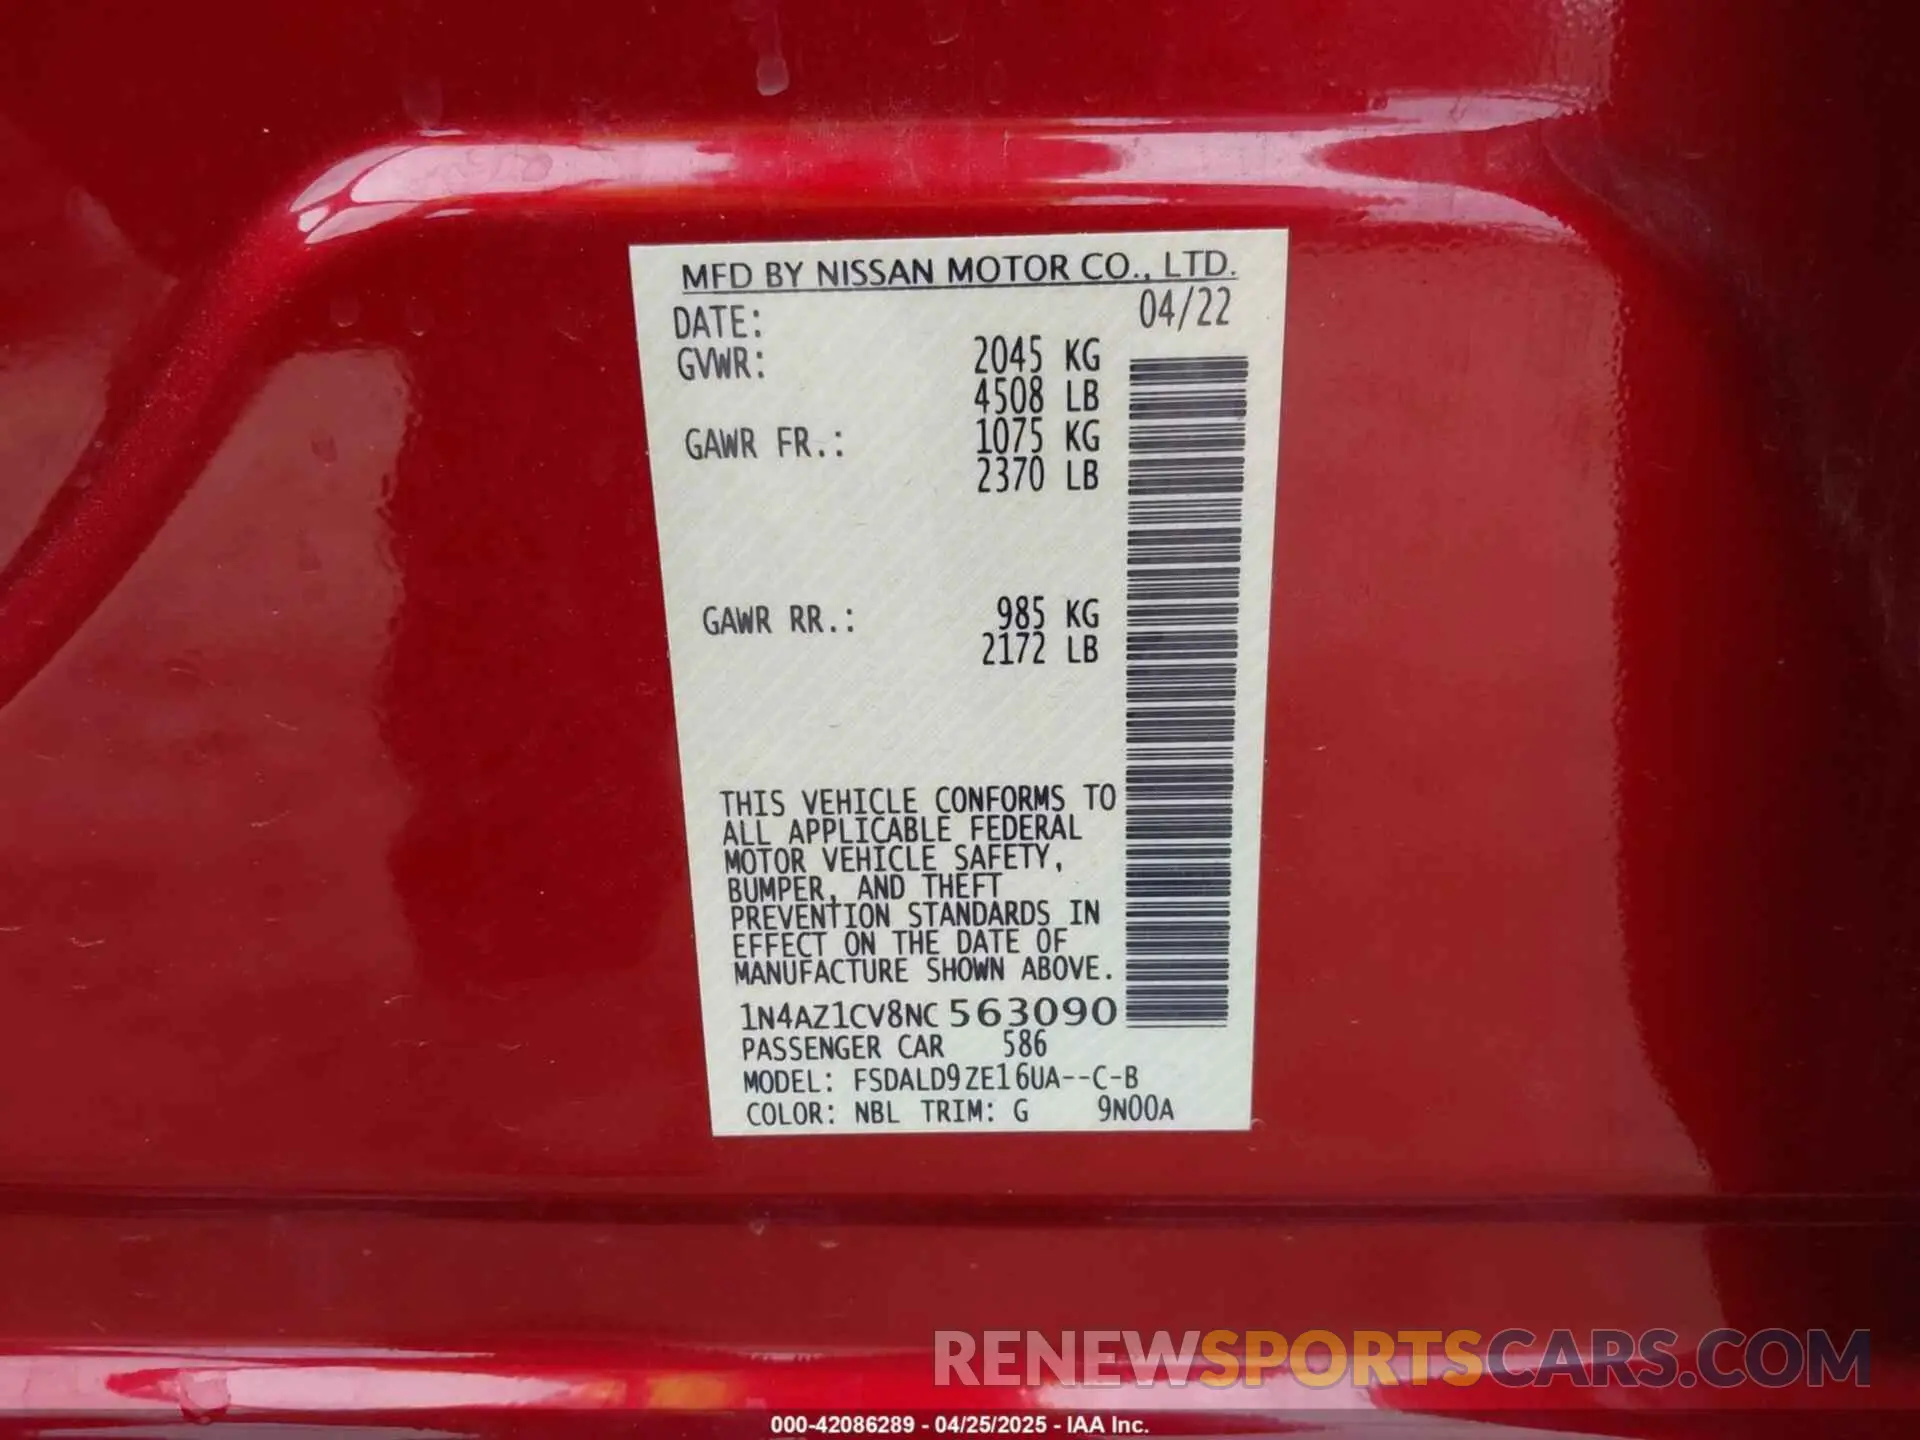 MFD BY NISSAN MOTOR CO., LTD.
DATE: 04/22
GVWR: 2045 KG
4508 LB
GAWR FR.: 1075 KG
2370 LB
GAWR RR.: 985 KG
2172 LB
THIS VEHICLE CONFORMS TO
ALL APPLICABLE FEDERAL
MOTOR VEHICLE SAFETY,
BUMPER, AND THEFT
PREVENTION STANDARDS IN
EFFECT ON THE DATE OF
MANUFACTURE SHOWN ABOVE.
1N4AZ1CV8NC 563090
PASSENGER CAR 586
MODEL: FSDALD9ZE16UA--C-B
COLOR: NBL TRIM: G 9N00A
RENEWSPORTSCARS.COM
000-42086289 - 04/25/2025 - IAA Inc.